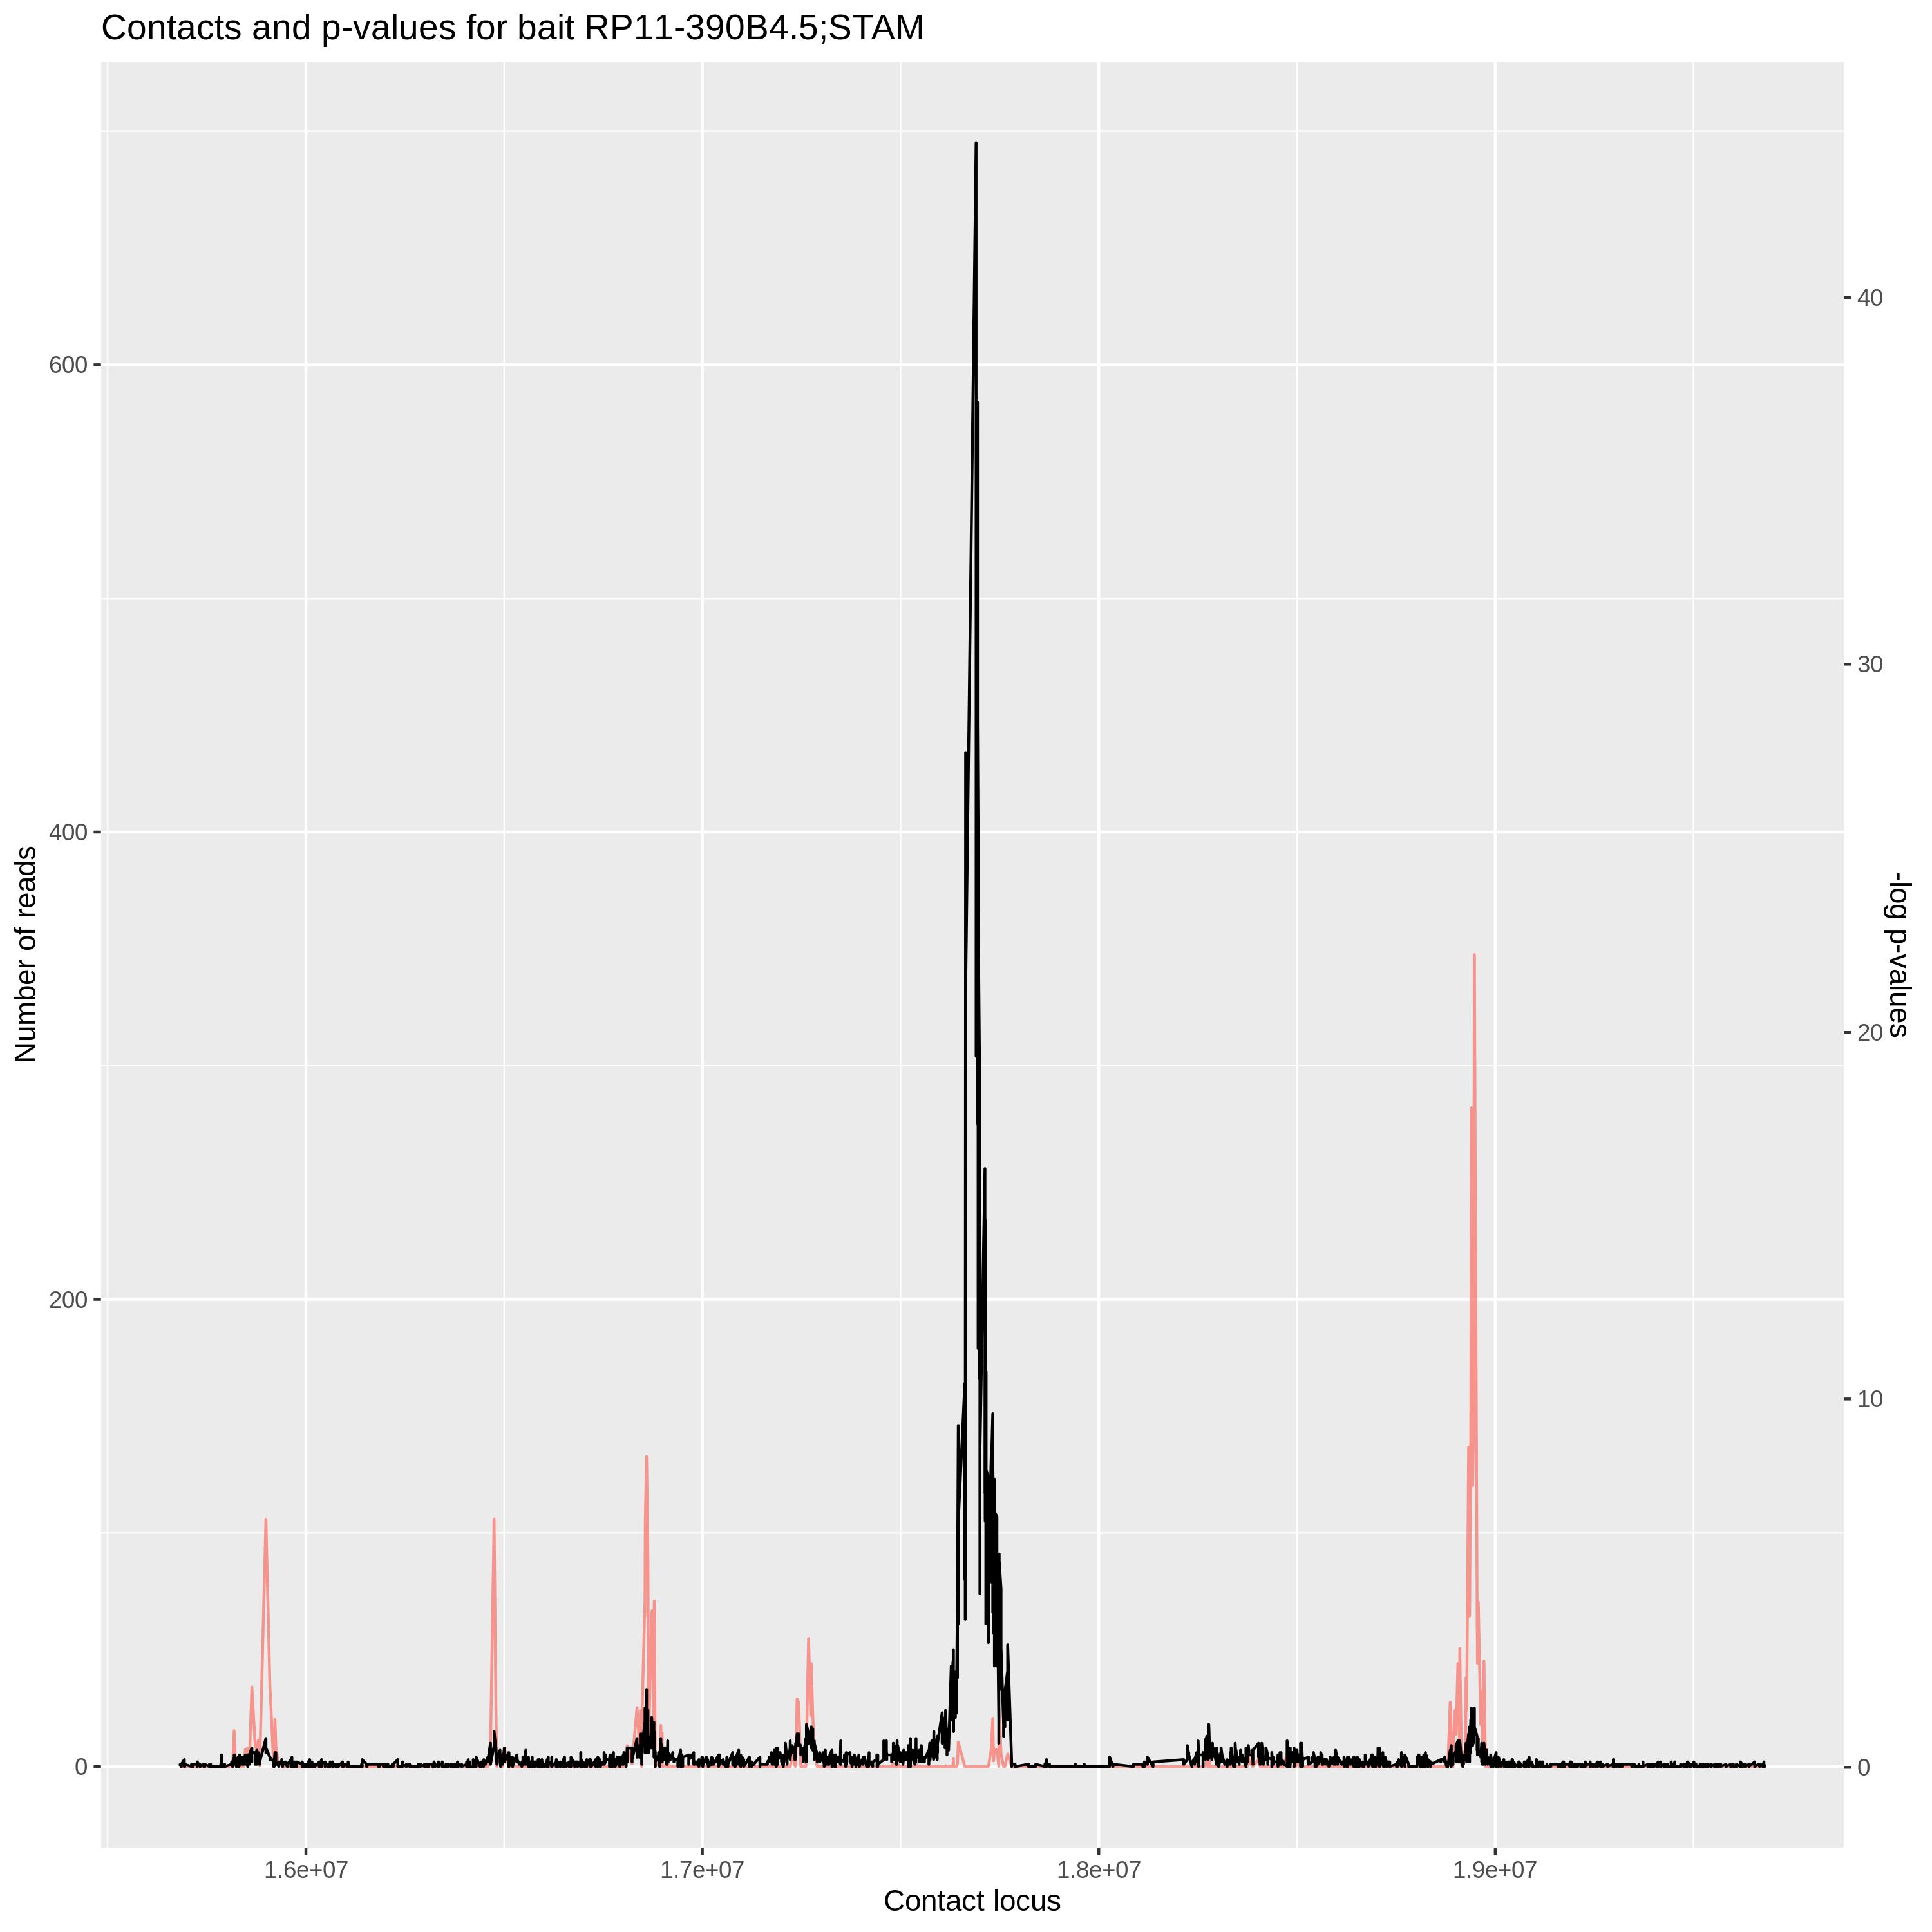 Contacts and p-values for bait RP11-390B4.5;STAM
Number of reads
600
400
200
0
40
30
20
10
0
-log p-values
1.6e+07 1.7e+07 1.8e+07 1.9e+07
Contact locus